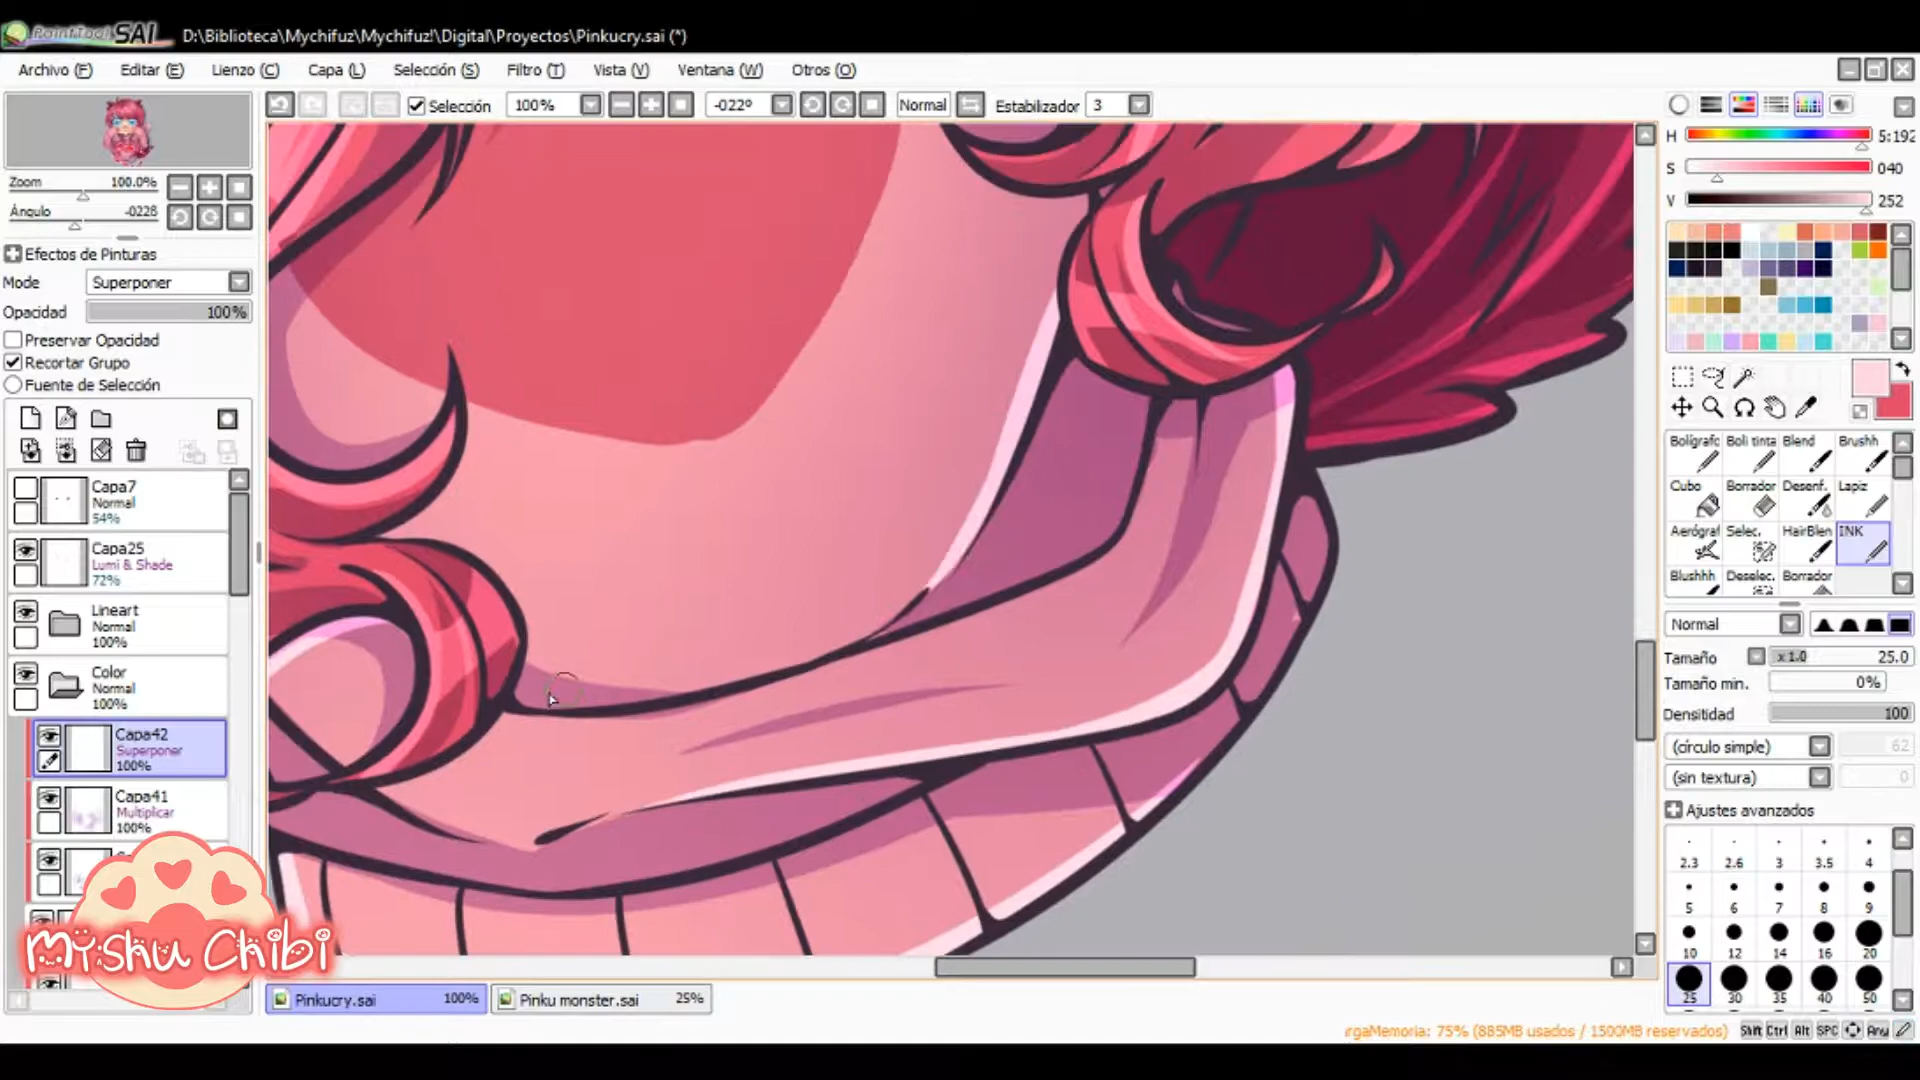 PaintTool SAI D:\Biblioteca\Mychifuz\Mychifuz!\Digital\Proyectos\Pinkucry.sai (*)
Archivo (F) Editar (E) Lienzo (C) Capa (L) Selección (S) Filtro (T) Vista (V) Ventana (W) Otros (O)
Selección 100% -022º Normal Estabilizador 3
Zoom 100.0%
Ángulo -022ß
Efectos de Pinturas
Mode Superponer
Opacidad 100%
Preservar Opacidad
Recortar Grupo
Fuente de Selección
Capa7
Normal
54%
Capa25
Lumi & Shade
72%
Lineart
Normal
100%
Color
Normal
100%
Capa42
Superponer
100%
Capa41
Multiplicar
100%
Myshu Chibi
Pinkucry.sai 100% Pinku monster.sai 25%
H 5:192
S 040
V 252
Bolígrafc Boli tinta Blend Brushh
Cubo Borrador Desenf. Lapiz
Aerógraf Selec. HairBlen INK
Blushhh Deselec. Borrador
Normal
Tamaño x 1.0 25.0
Tamaño min. 0%
Densitidad 100
(círculo simple) 62
(sin textura) 0
Ajustes avanzados
2.3 2.6 3 3.5 4
5 6 7 8 9
10 12 14 16 20
25 30 35 40 50
rgaMemoria: 75% (885MB usados / 1500MB reservados) Shift Ctrl Alt SPC Any